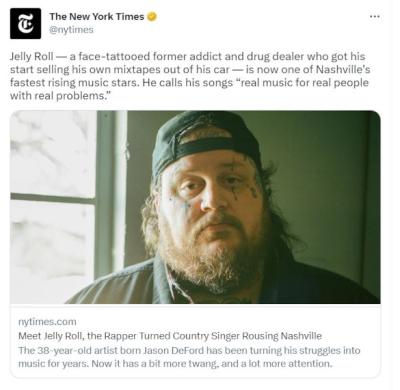 The New York Times
@nytimes
Jelly Roll — a face-tattooed former addict and drug dealer who got his
start selling his own mixtapes out of his car — is now one of Nashville's
fastest rising music stars. He calls his songs “real music for real people
with real problems.”
nytimes.com
Meet Jelly Roll, the Rapper Turned Country Singer Rousing Nashville
The 38-year-old artist born Jason DeFord has been turning his struggles into
music for years. Now it has a bit more twang, and a lot more attention.